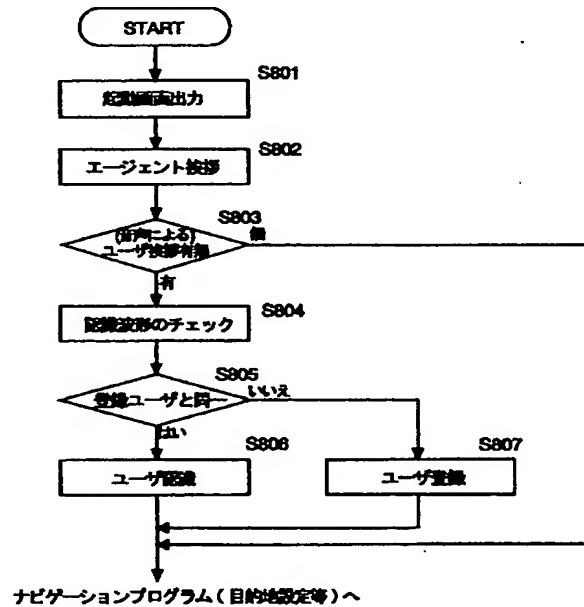 START
S801
起動画面出力
S802
エージェント挨拶
S803
(音声による)
ユーザ挨拶有無
無
有
S804
認識波形のチェック
S805
登録ユーザと同一
いいえ
はい
S806
ユーザ認識
S807
ユーザ登録
ナビゲーションプログラム(目的地設定等)へ